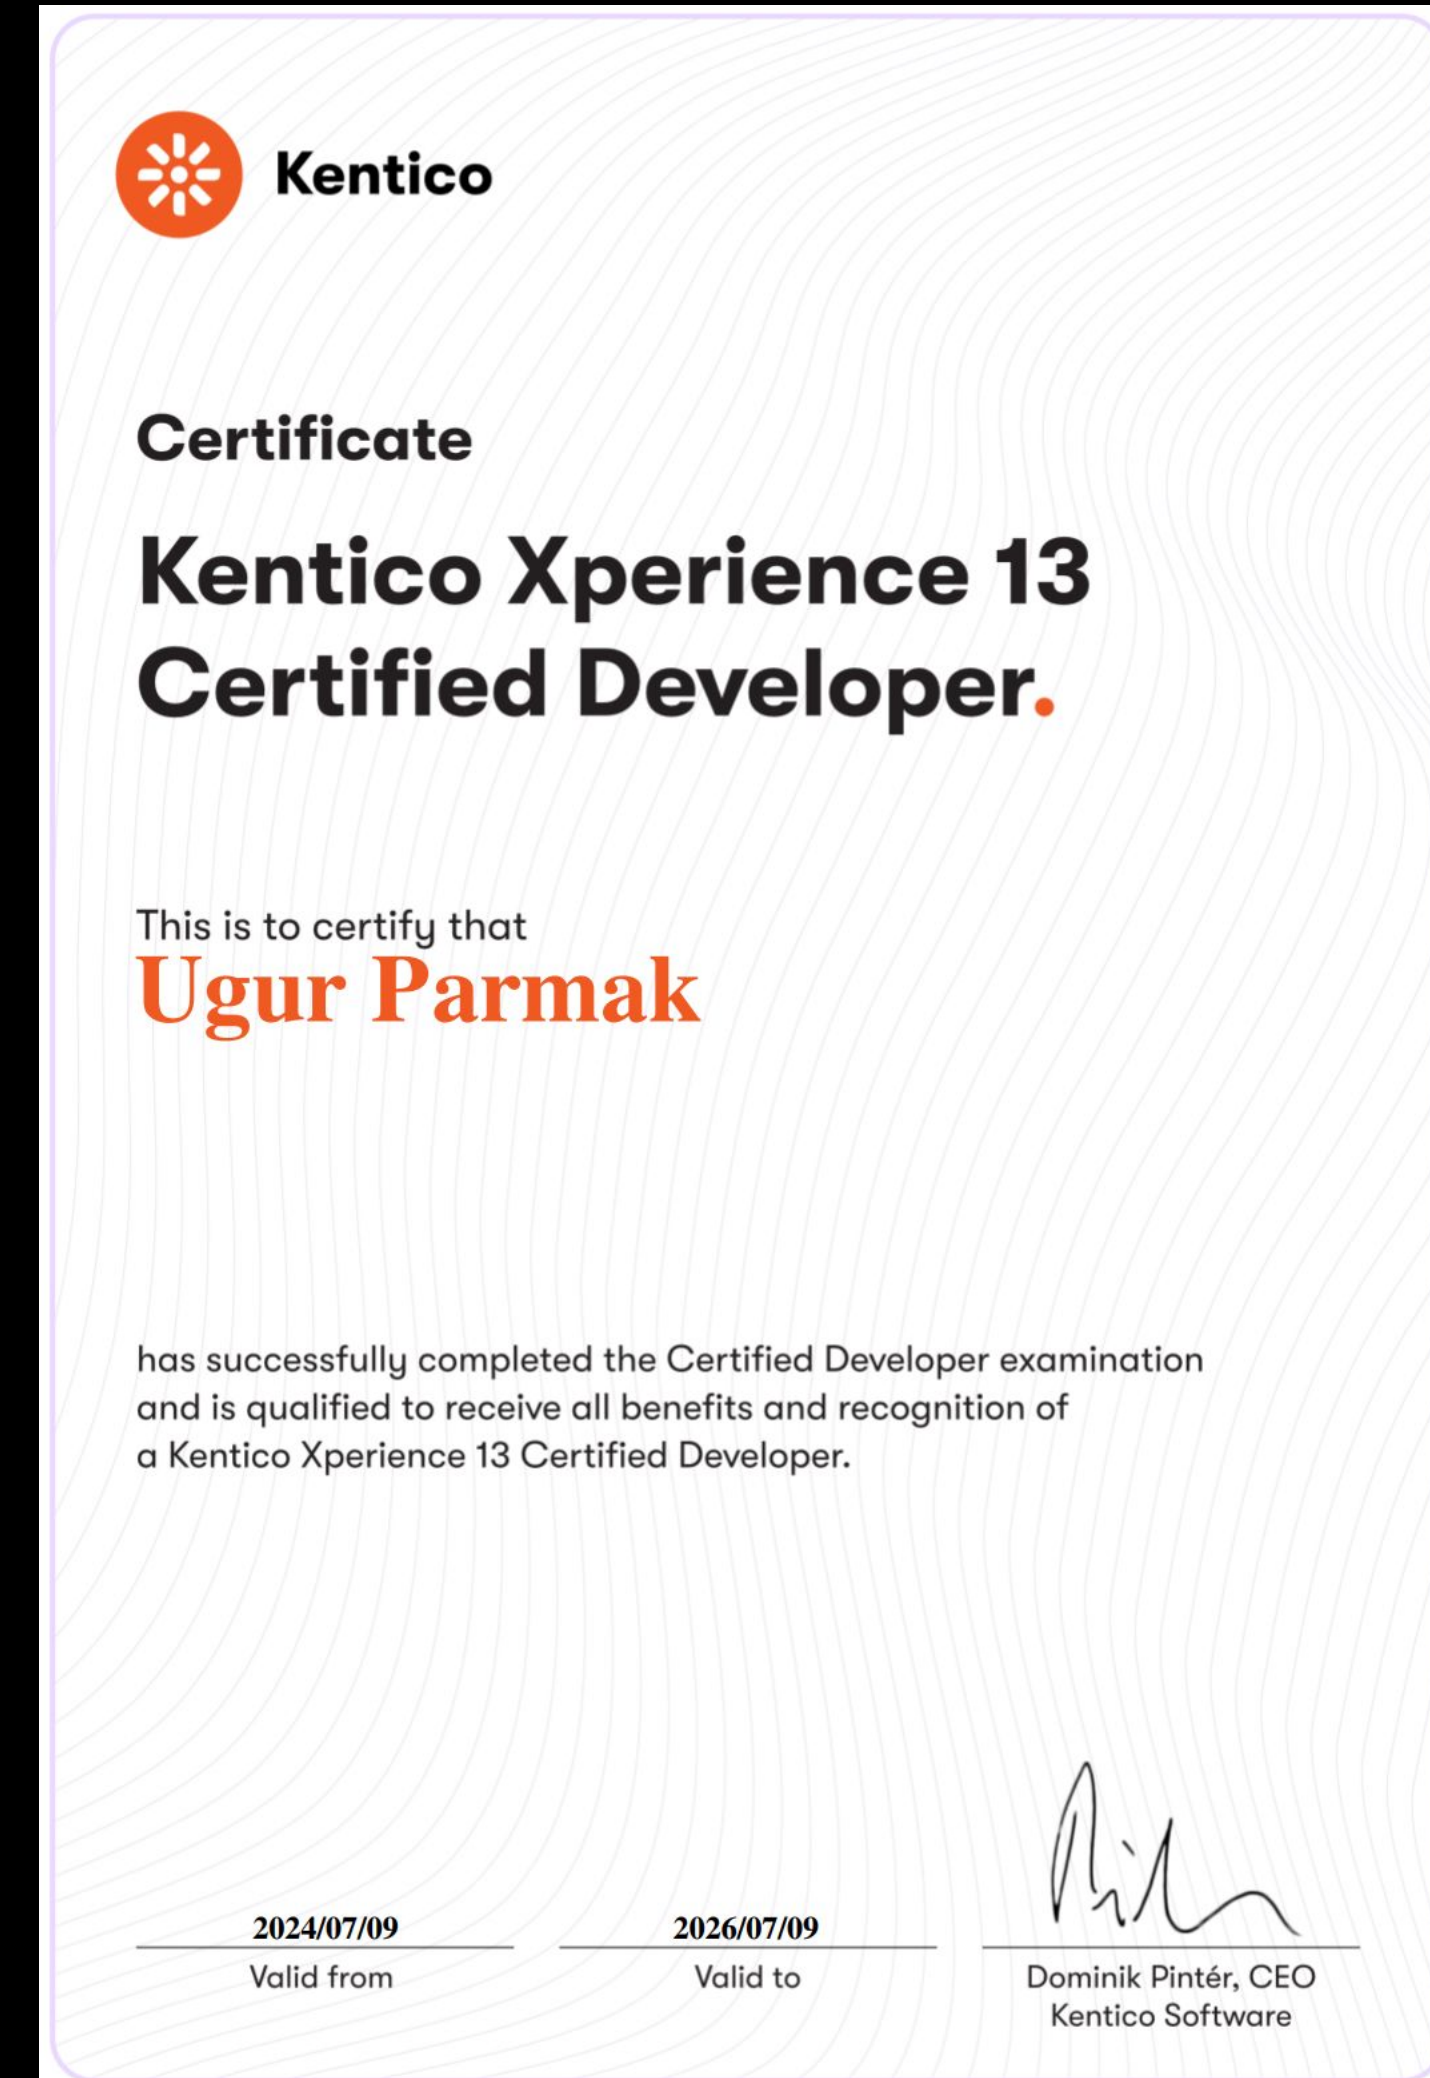 Kentico
Certificate
Kentico Xperience 13
Certified Developer.
This is to certify that
Ugur Parmak
has successfully completed the Certified Developer examination
and is qualified to receive all benefits and recognition of
a Kentico Xperience 13 Certified Developer.
2024/07/09
Valid from
2026/07/09
Valid to
Dominik Pintér, CEO
Kentico Software